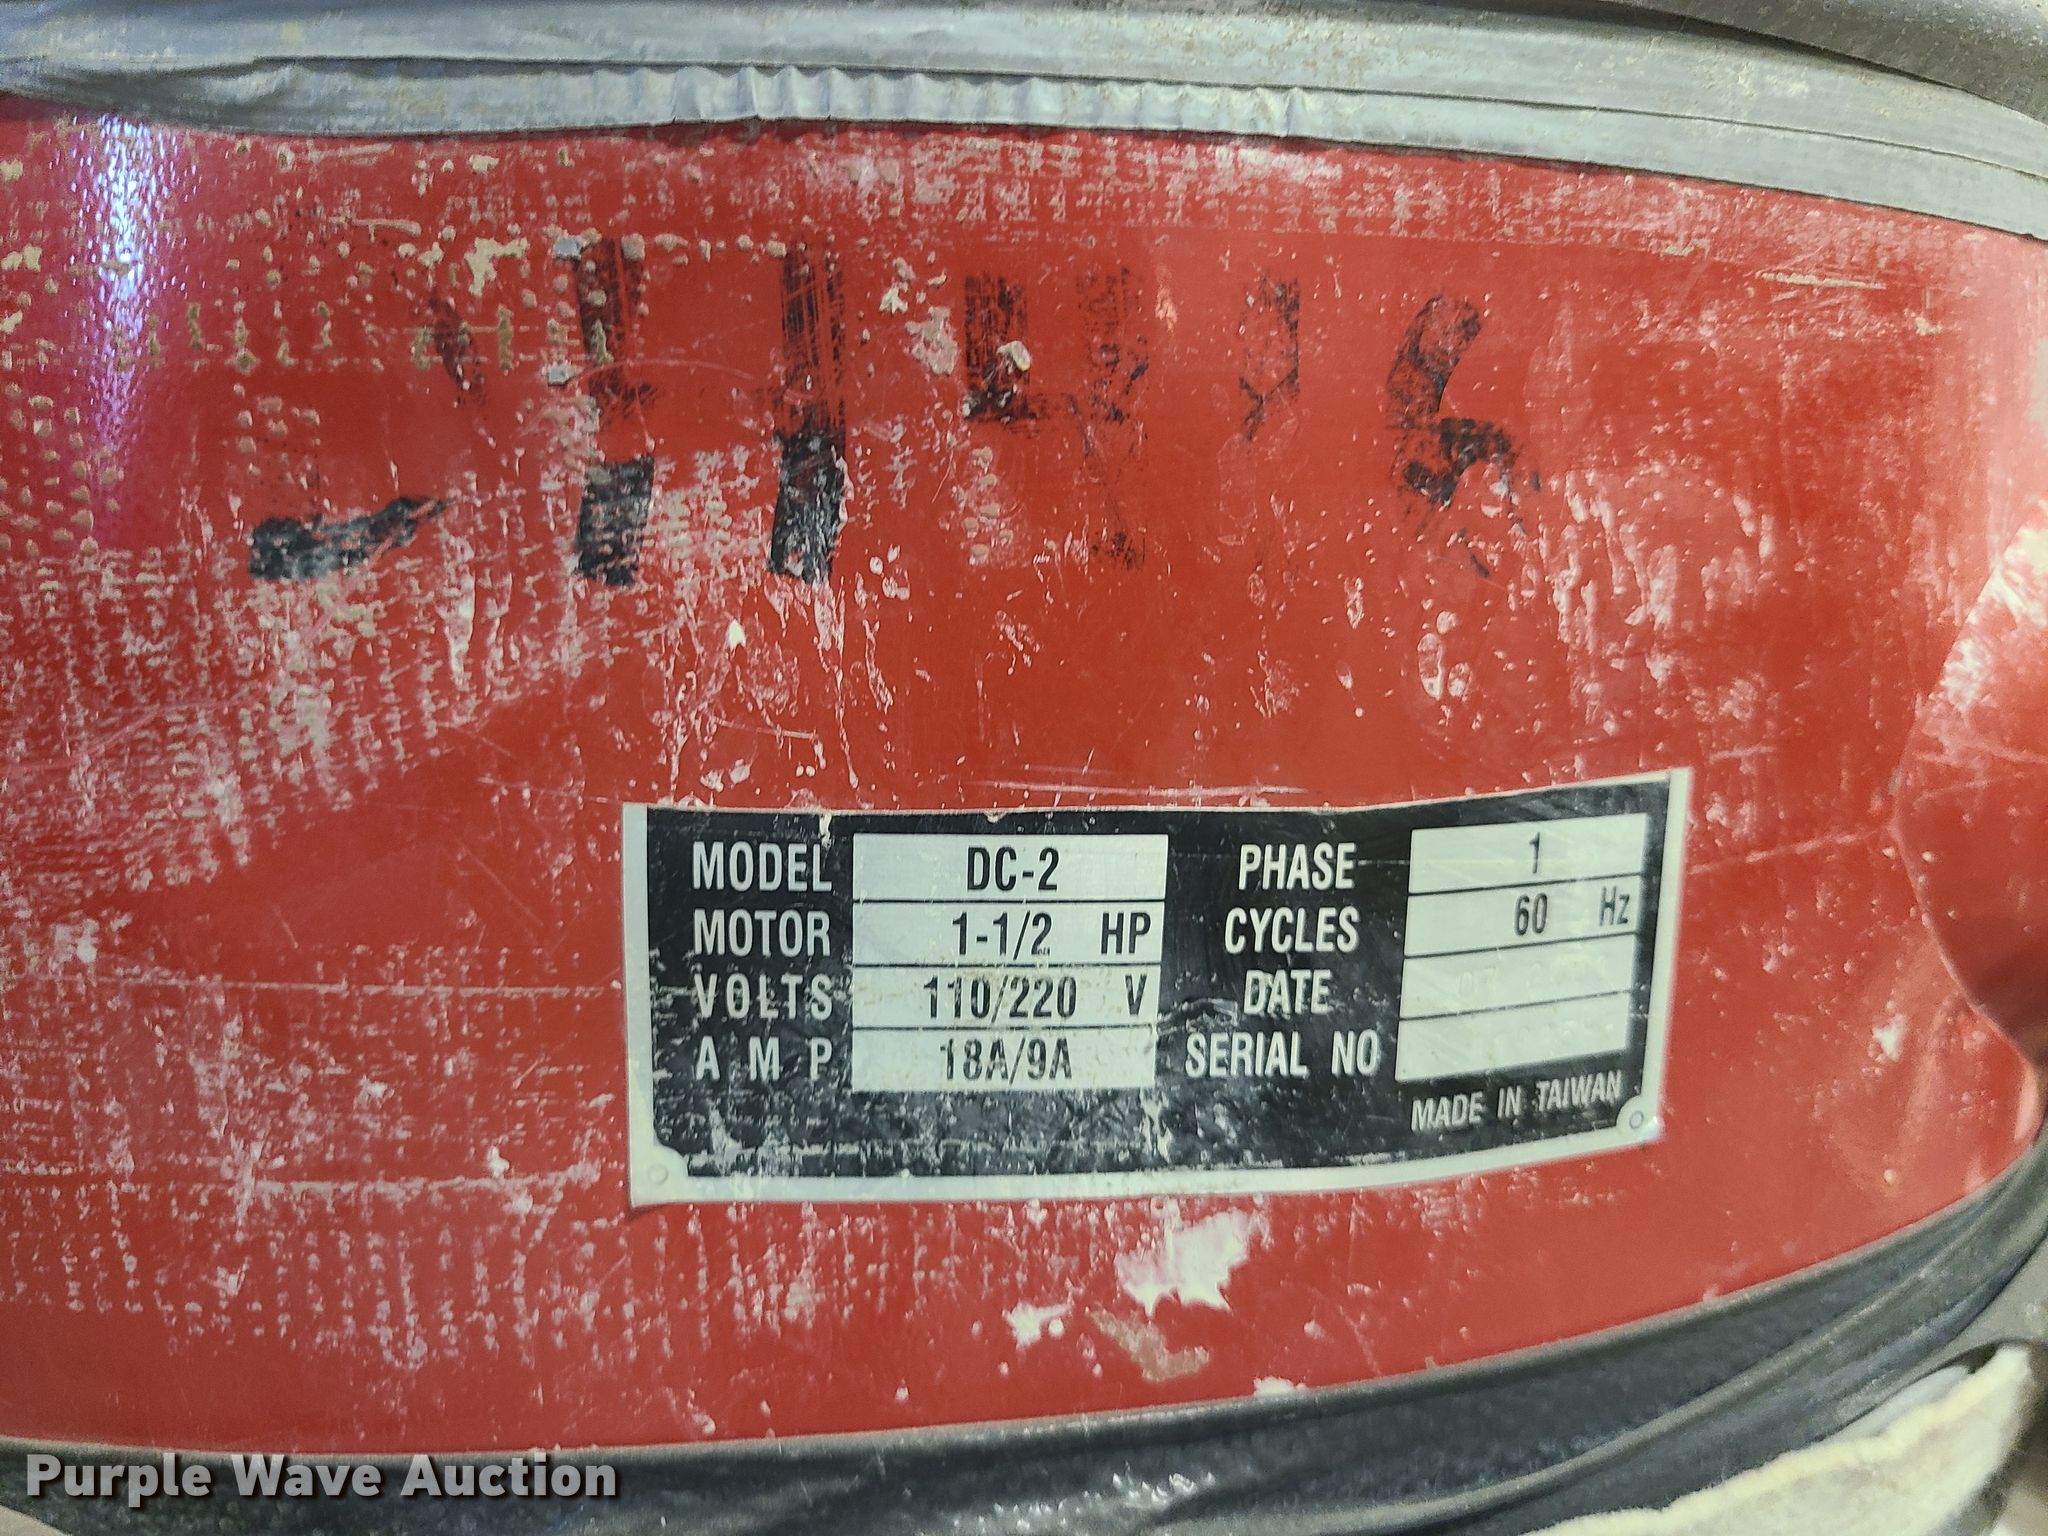 MODEL DC-2 PHASE 1
MOTOR 1-1/2 HP CYCLES 60 Hz
VOLTS 110/220 V DATE
A M P 18A/9A SERIAL NO
MADE IN TAIWAN
Purple Wave Auction